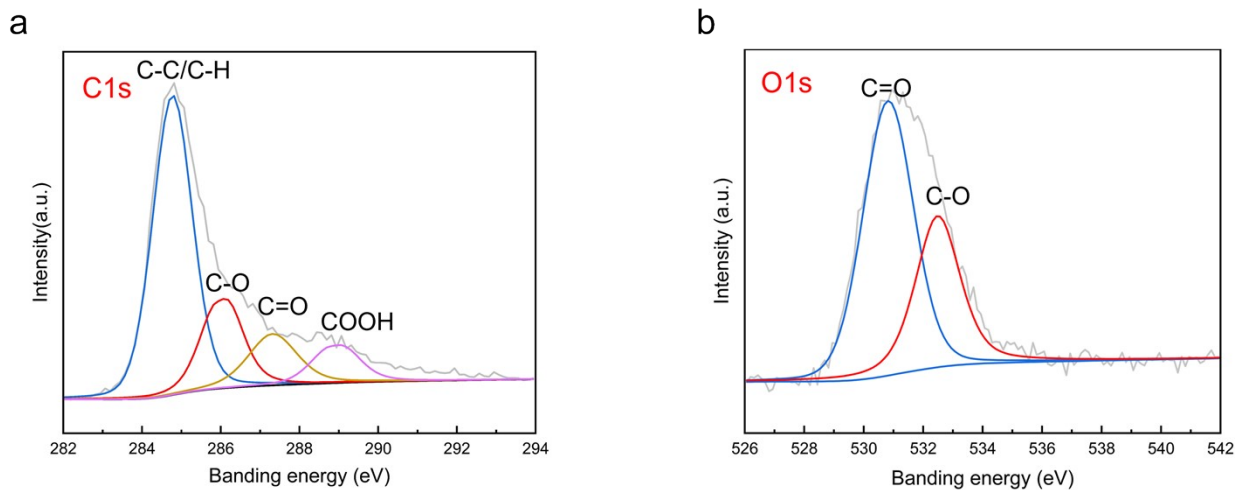 a
C1s
C-C/C-H
C-O
C=O
COOH
Intensity(a.u.)
282 284 286 288 290 292 294
Banding energy (eV)
b
O1s
C=O
C-O
Intensity (a.u.)
526 528 530 532 534 536 538 540 542
Banding energy (eV)